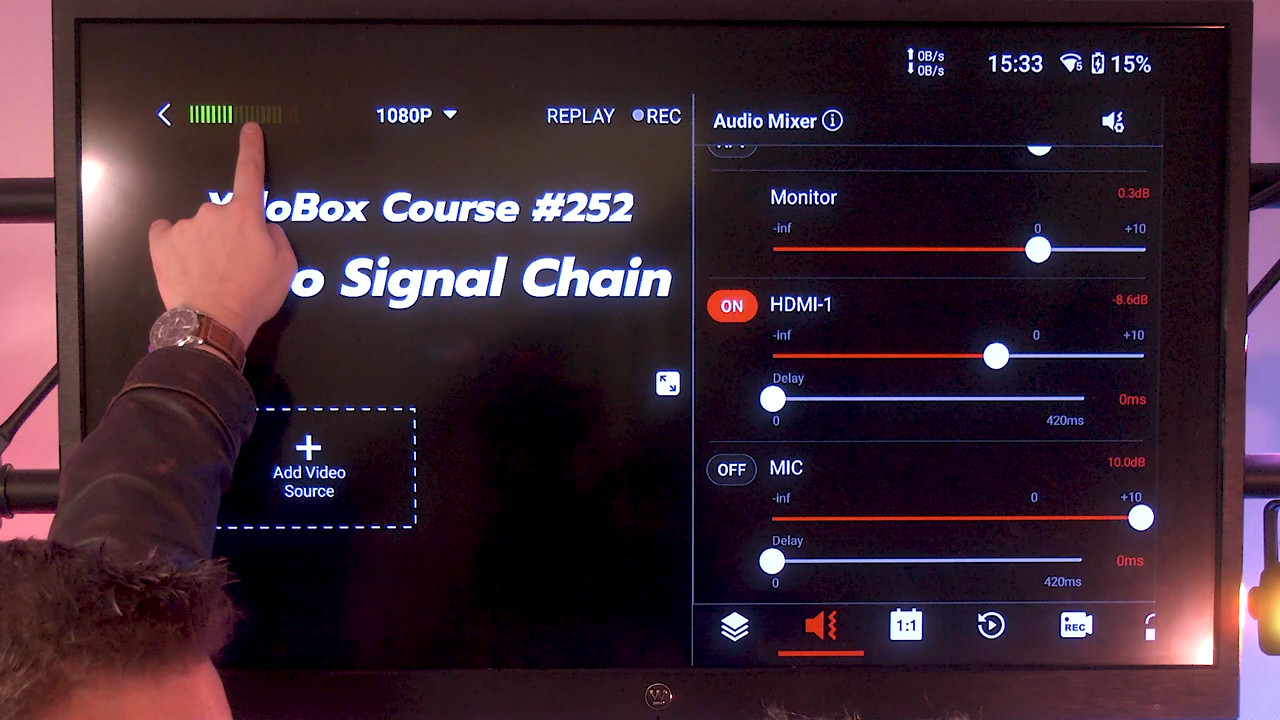 0B/s
0B/s
15:33
5
15%
1080P
REPLAY
REC
Audio Mixer
Monitor
0.3dB
-inf
0
+10
Course #252
Signal Chain
ON
HDMI-1
-8.6dB
-inf
0
+10
Delay
0ms
0
420ms
Add Video
Source
OFF
MIC
10.0dB
-inf
0
+10
Delay
0ms
0
420ms
1:1
REC
W